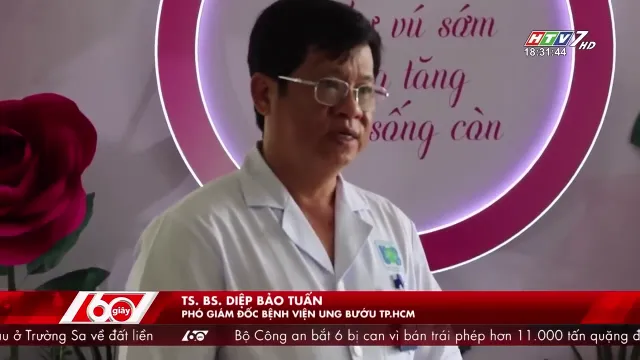 vú sớm
HTV7 HD
18:31:44
tăng
sống còn
60 giây
TS. BS. DIỆP BẢO TUẤN
PHÓ GIÁM ĐỐC BỆNH VIỆN UNG BƯỚU TP.HCM
ở Trường Sa về đất liền
60
Bộ Công an bắt 6 bị can vì bán trái phép hơn 11.000 tấn quặng